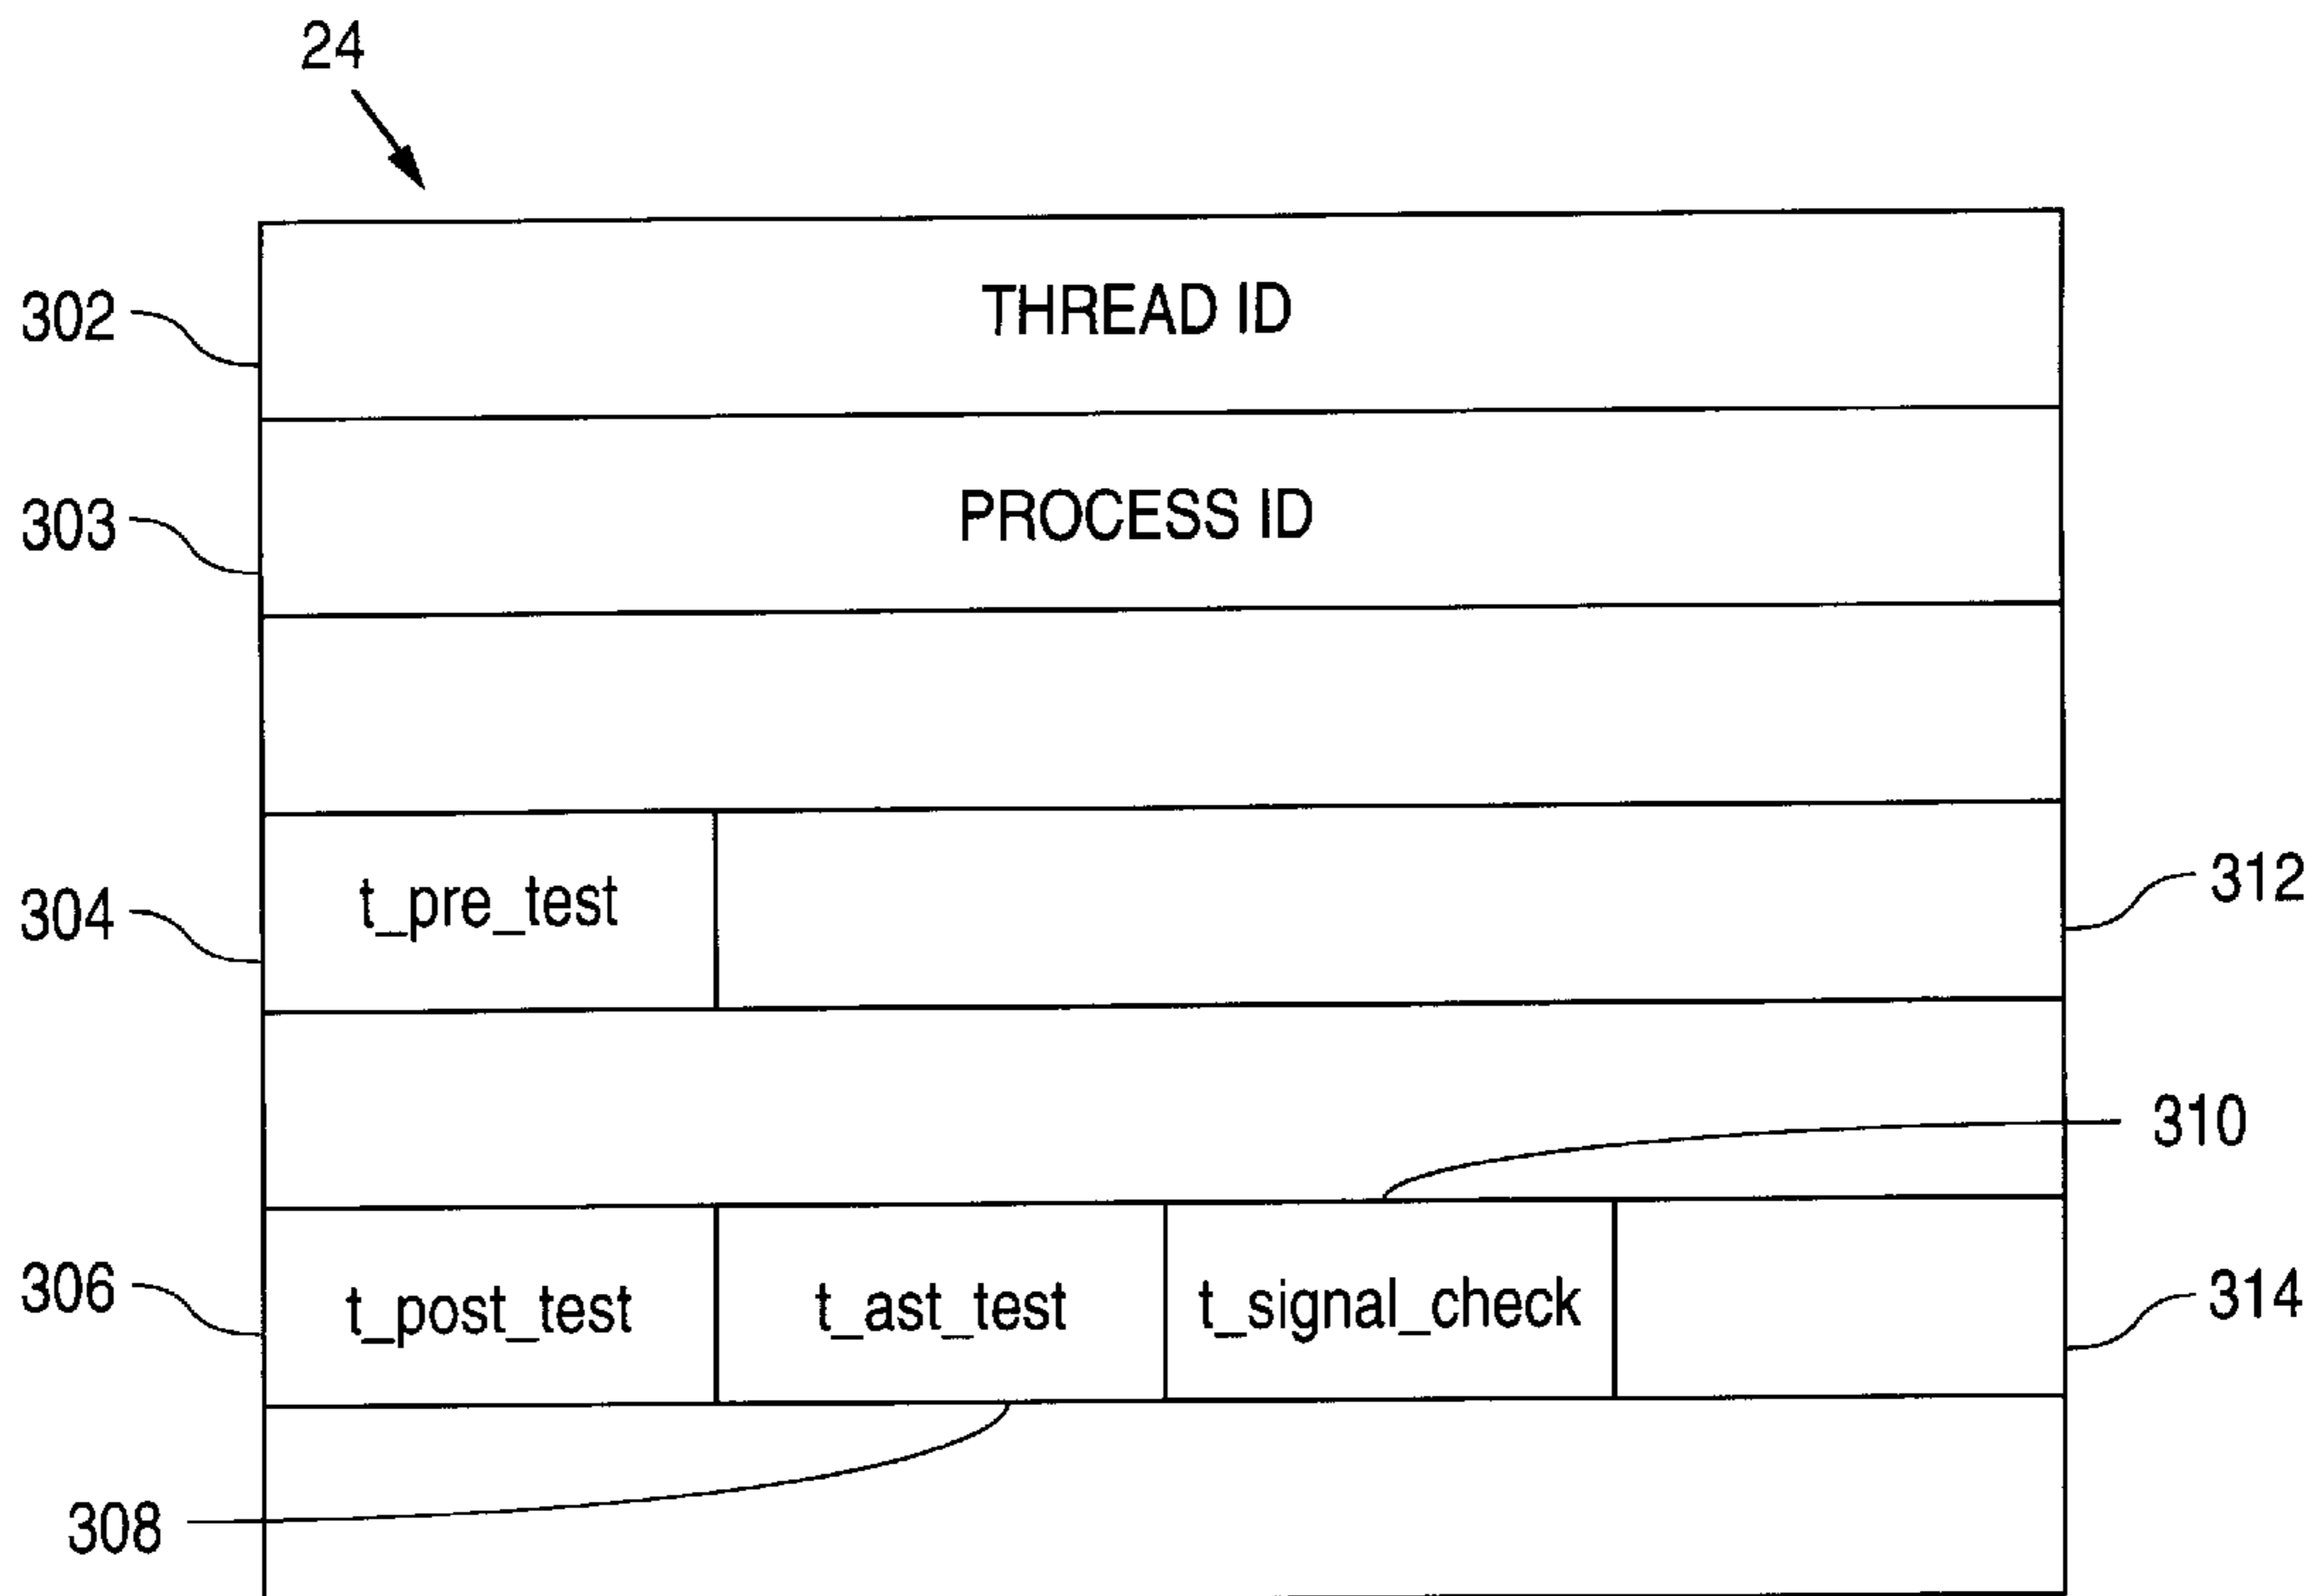 24
302
THREAD ID
303
PROCESS ID
304
t_pre_test
312
310
306
t_post_test
t_ast_test
t_signal_check
314
308